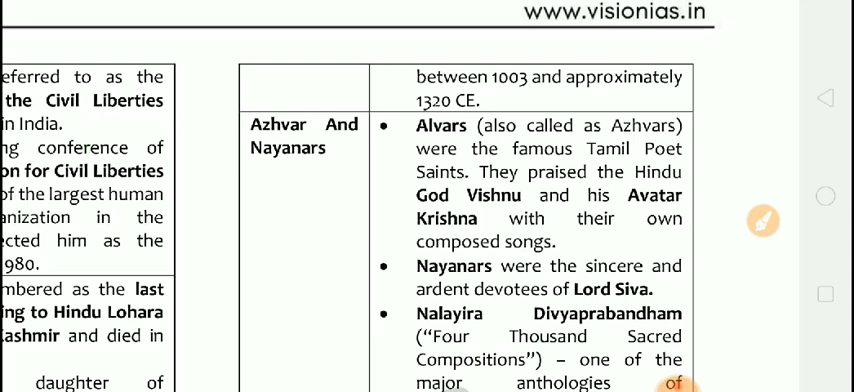 www.visionias.in
eferred to as the
the Civil Liberties
in India.
ng conference of
on for Civil Liberties
of the largest human
anization in the
ected him as the
980.
mbered as the last
ing to Hindu Lohara
Kashmir and died in
daughter of
between 1003 and approximately
1320 CE.
Azhvar And
Nayanars
• Alvars (also called as Azhvars)
were the famous Tamil Poet
Saints. They praised the Hindu
God Vishnu and his Avatar
Krishna with their own
composed songs.
• Nayanars were the sincere and
ardent devotees of Lord Siva.
• Nalayira Divyaprabandham
(“Four Thousand Sacred
Compositions”) – one of the
major anthologies of